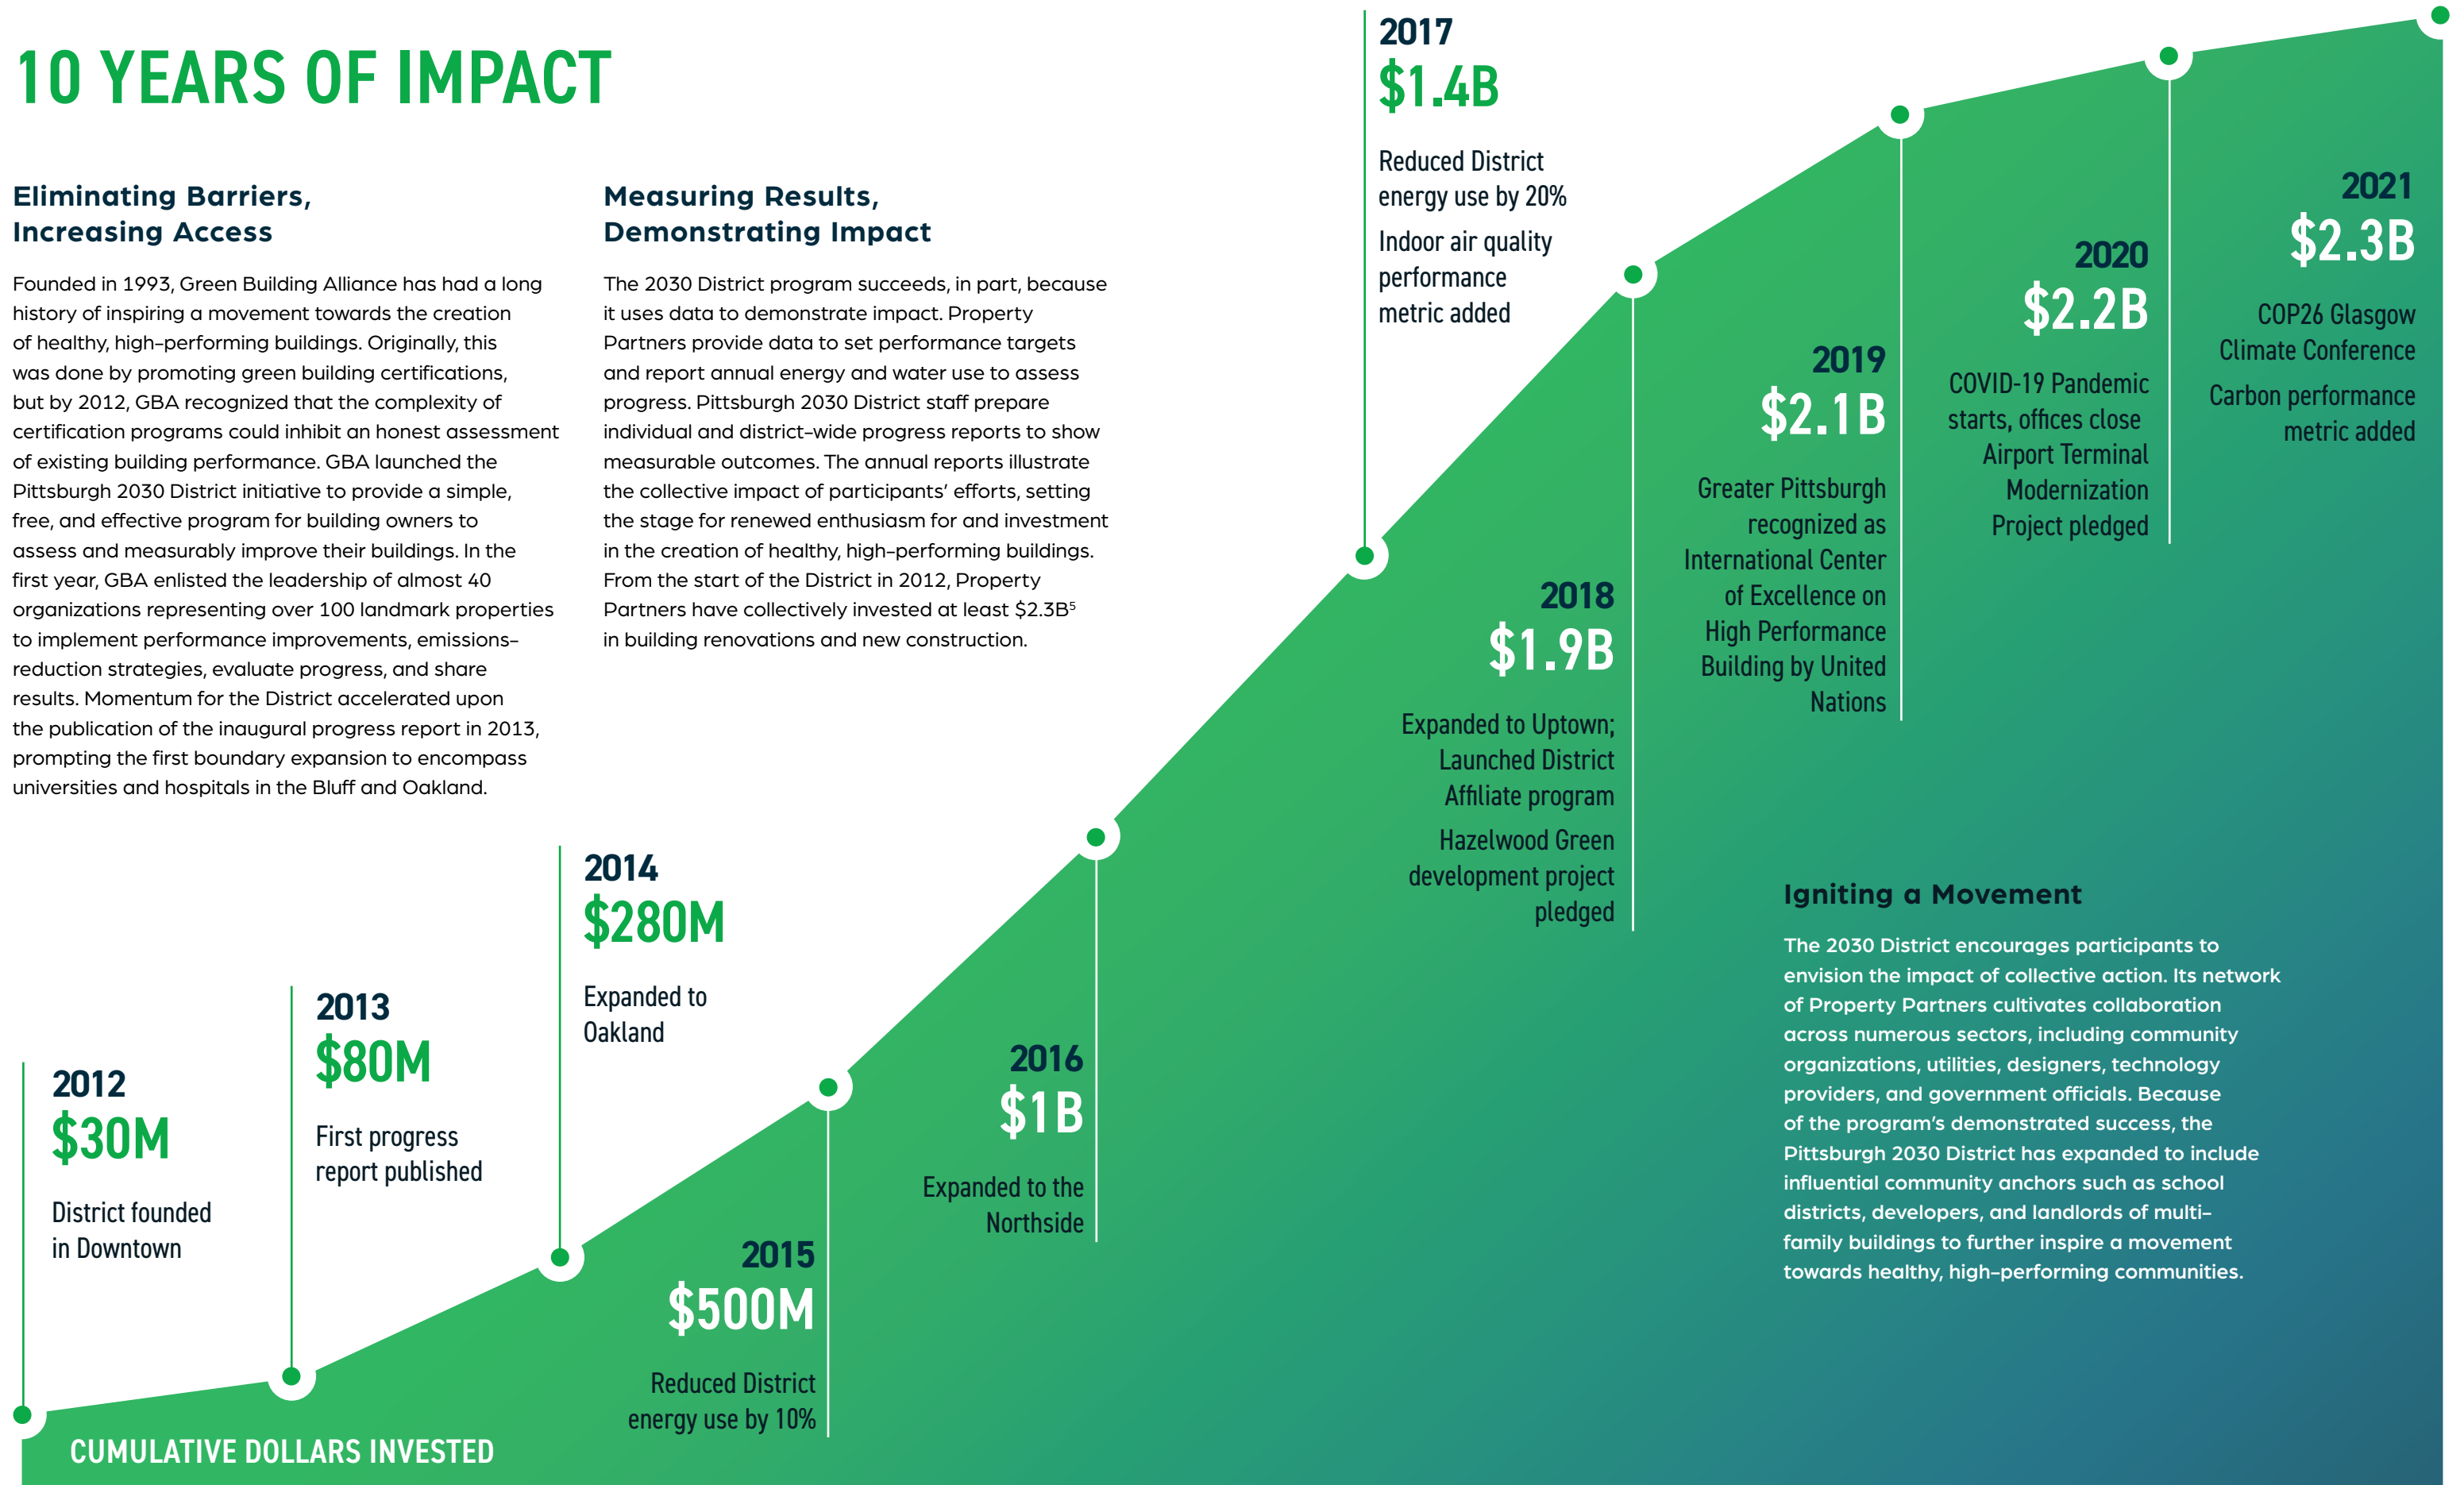 10 YEARS OF IMPACT
Eliminating Barriers,
Increasing Access
Founded in 1993, Green Building Alliance has had a long
history of inspiring a movement towards the creation
of healthy, high-performing buildings. Originally, this
was done by promoting green building certifications,
but by 2012, GBA recognized that the complexity of
certification programs could inhibit an honest assessment
of existing building performance. GBA launched the
Pittsburgh 2030 District initiative to provide a simple,
free, and effective program for building owners to
assess and measurably improve their buildings. In the
first year, GBA enlisted the leadership of almost 40
organizations representing over 100 landmark properties
to implement performance improvements, emissions-
reduction strategies, evaluate progress, and share
results. Momentum for the District accelerated upon
the publication of the inaugural progress report in 2013,
prompting the first boundary expansion to encompass
universities and hospitals in the Bluff and Oakland.
Measuring Results,
Demonstrating Impact
The 2030 District program succeeds, in part, because
it uses data to demonstrate impact. Property
Partners provide data to set performance targets
and report annual energy and water use to assess
progress. Pittsburgh 2030 District staff prepare
individual and district-wide progress reports to show
measurable outcomes. The annual reports illustrate
the collective impact of participants' efforts, setting
the stage for renewed enthusiasm for and investment
in the creation of healthy, high-performing buildings.
From the start of the District in 2012, Property
Partners have collectively invested at least $2.3B⁵
in building renovations and new construction.
2012
$30M
District founded
in Downtown
2013
$80M
First progress
report published
2014
$280M
Expanded to
Oakland
2015
$500M
Reduced District
energy use by 10%
2016
$1B
Expanded to the
Northside
2017
$1.4B
Reduced District
energy use by 20%
Indoor air quality
performance
metric added
2018
$1.9B
Expanded to Uptown;
Launched District
Affiliate program
Hazelwood Green
development project
pledged
2019
$2.1B
Greater Pittsburgh
recognized as
International Center
of Excellence on
High Performance
Building by United
Nations
2020
$2.2B
COVID-19 Pandemic
starts, offices close
Airport Terminal
Modernization
Project pledged
2021
$2.3B
COP26 Glasgow
Climate Conference
Carbon performance
metric added
Igniting a Movement
The 2030 District encourages participants to
envision the impact of collective action. Its network
of Property Partners cultivates collaboration
across numerous sectors, including community
organizations, utilities, designers, technology
providers, and government officials. Because
of the program's demonstrated success, the
Pittsburgh 2030 District has expanded to include
influential community anchors such as school
districts, developers, and landlords of multi-
family buildings to further inspire a movement
towards healthy, high-performing communities.
CUMULATIVE DOLLARS INVESTED